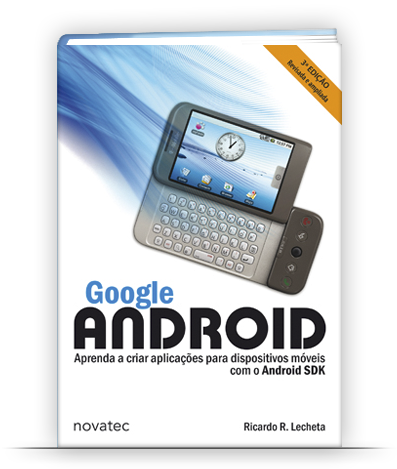 3ª EDIÇÃO
Revisada e ampliada
Google
ANDROID
Aprenda a criar aplicações para dispositivos móveis
com o Android SDK
novatec
Ricardo R. Lecheta